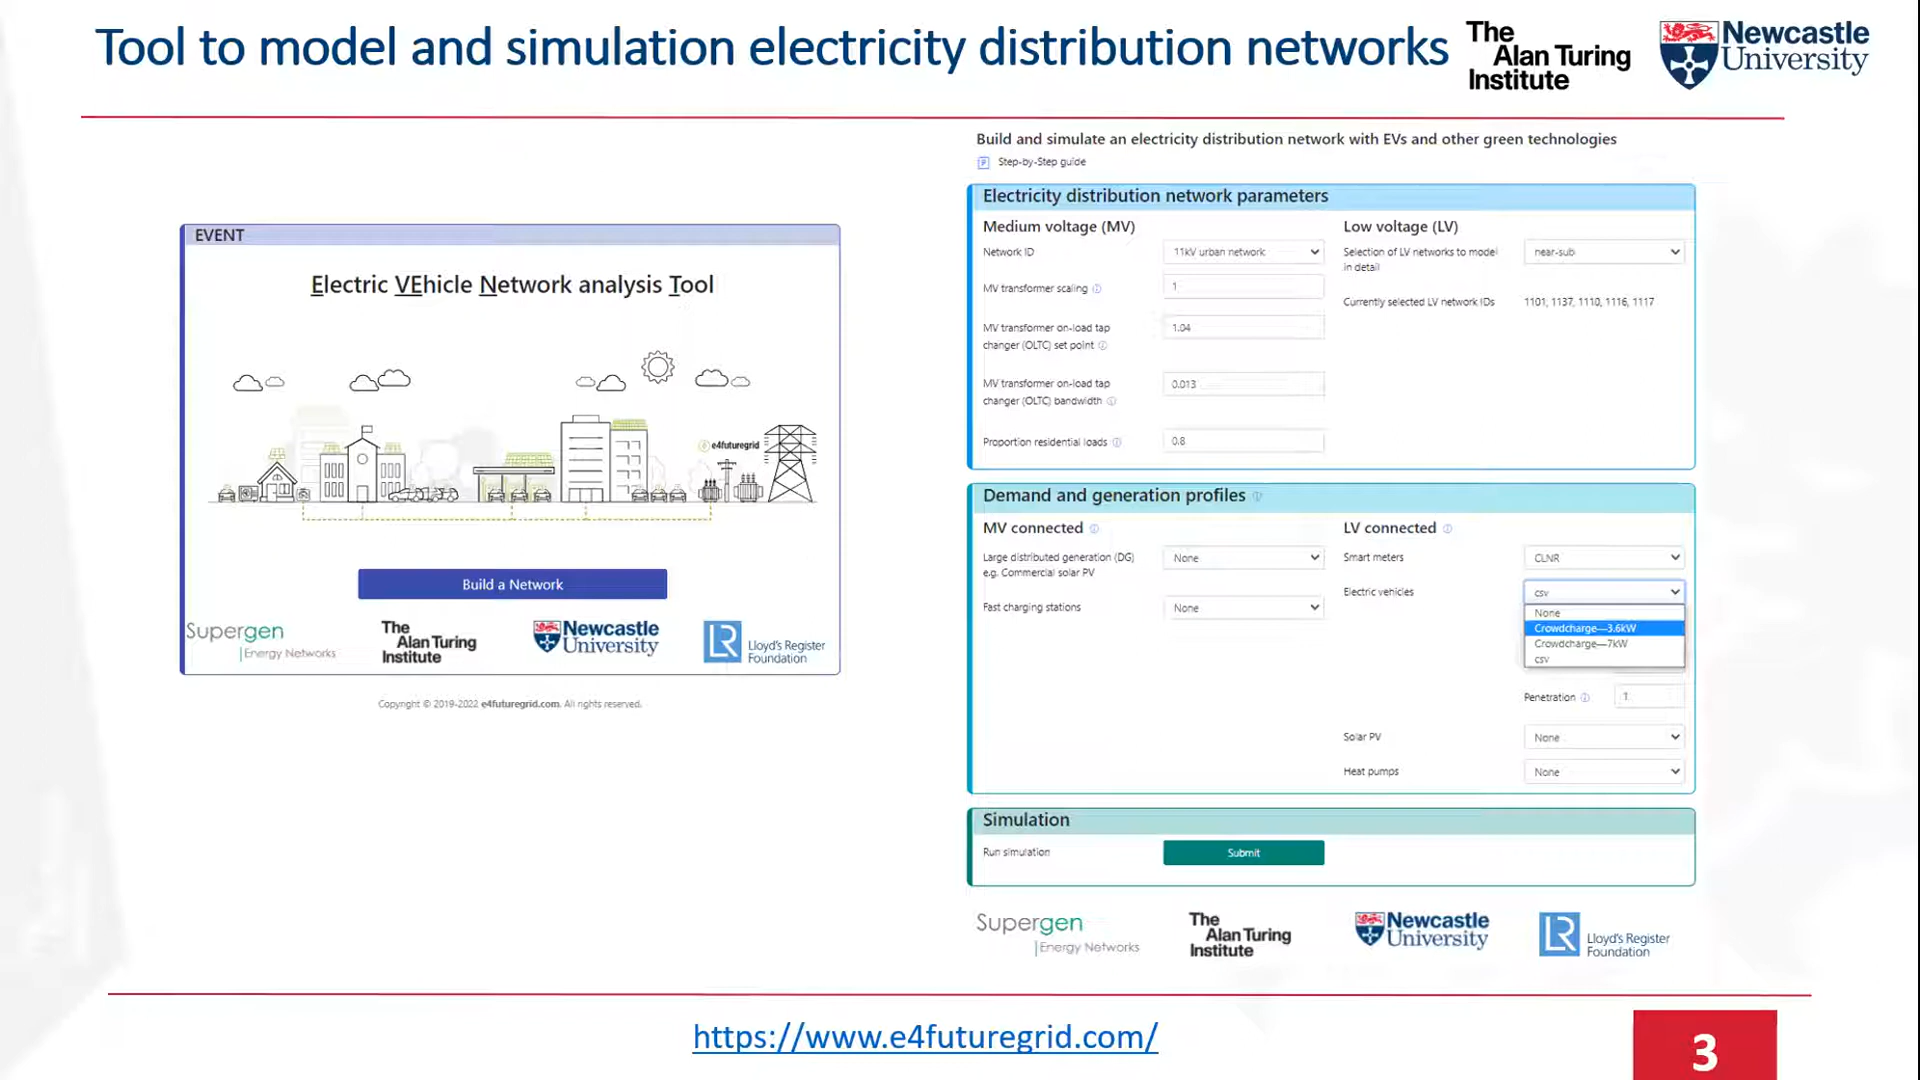 Tool to model and simulation electricity distribution networks
The
Alan Turing
Institute
Newcastle
University
EVENT
Electric VEhicle Network analysis Tool
e4futuregrid
Build a Network
Supergen
Energy Networks
The
Alan Turing
Institute
Newcastle
University
LR
Lloyd's Register
Foundation
Copyright © 2019-2022 e4futuregrid.com. All rights reserved.
Build and simulate an electricity distribution network with EVs and other green technologies
Step-by-Step guide
Electricity distribution network parameters
Medium voltage (MV)
Network ID
11kV urban network
MV transformer scaling
1
MV transformer on-load tap
changer (OLTC) set point
1.04
MV transformer on-load tap
changer (OLTC) bandwidth
0.013
Proportion residential loads
0.8
Low voltage (LV)
Selection of LV networks to model
in detail
near-sub
Currently selected LV network IDs
1101, 1137, 1110, 1116, 1117
Demand and generation profiles
MV connected
Large distributed generation (DG)
e.g. Commercial solar PV
None
Fast charging stations
None
LV connected
Smart meters
CLNR
Electric vehicles
csv
None
Crowdcharge—3.6kW
Crowdcharge—7kW
csv
Penetration
1
Solar PV
None
Heat pumps
None
Simulation
Run simulation
Submit
Supergen
Energy Networks
The
Alan Turing
Institute
Newcastle
University
LR
Lloyd's Register
Foundation
https://www.e4futuregrid.com/
3